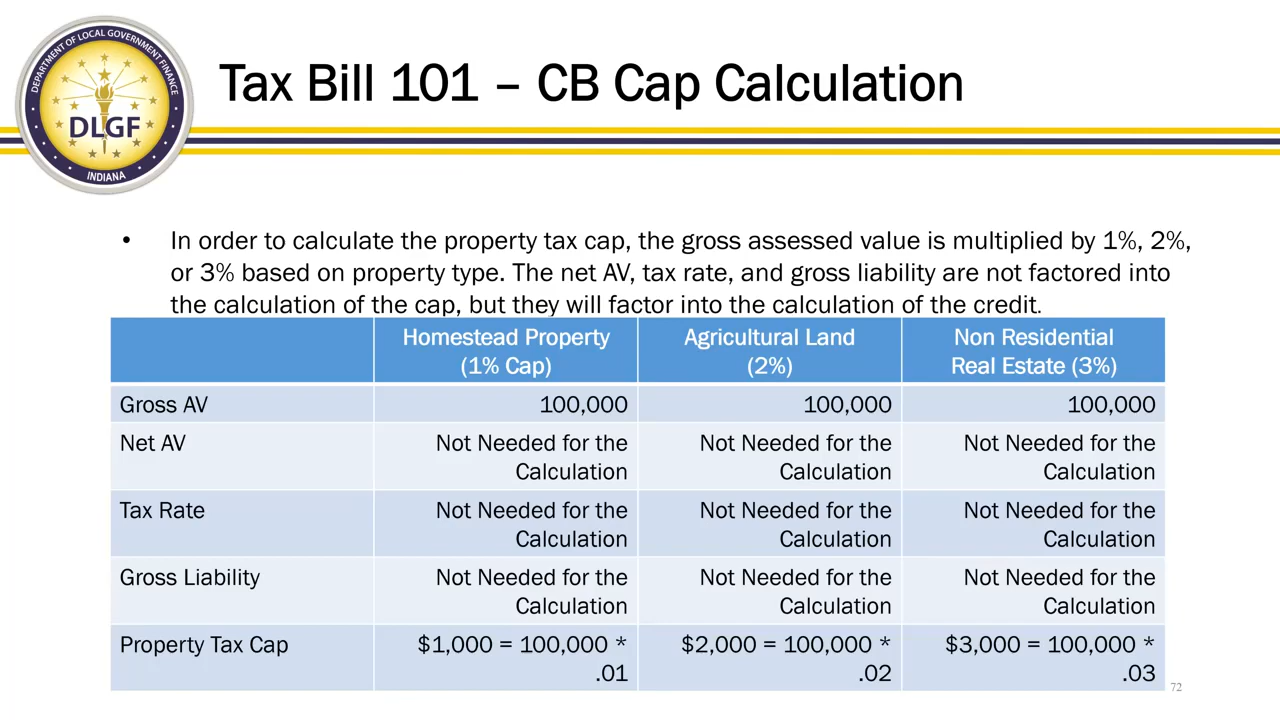 DEPARTMENT OF LOCAL GOVERNMENT FINANCE
DLGF
INDIANA
Tax Bill 101 – CB Cap Calculation
• In order to calculate the property tax cap, the gross assessed value is multiplied by 1%, 2%,
or 3% based on property type. The net AV, tax rate, and gross liability are not factored into
the calculation of the cap, but they will factor into the calculation of the credit.
Homestead Property
(1% Cap)
Agricultural Land
(2%)
Non Residential
Real Estate (3%)
Gross AV 100,000 100,000 100,000
Net AV Not Needed for the Not Needed for the Not Needed for the
Calculation Calculation Calculation
Tax Rate Not Needed for the Not Needed for the Not Needed for the
Calculation Calculation Calculation
Gross Liability Not Needed for the Not Needed for the Not Needed for the
Calculation Calculation Calculation
Property Tax Cap $1,000 = 100,000 * $2,000 = 100,000 * $3,000 = 100,000 *
.01 .02 .03
72